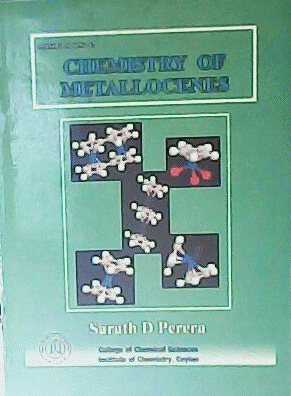 CHEMISTRY OF
METALLOCENES
Sarath D Perera
College of Chemical Sciences
Institute of Chemistry, Ceylon